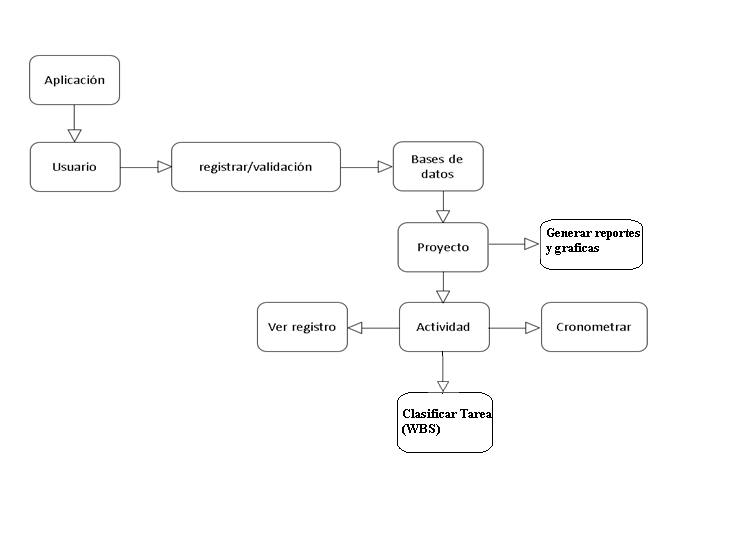 Aplicación
Usuario
registrar/validación
Bases de
datos
Proyecto
Generar reportes
y graficas
Ver registro
Actividad
Cronometrar
Clasificar Tarea
(WBS)